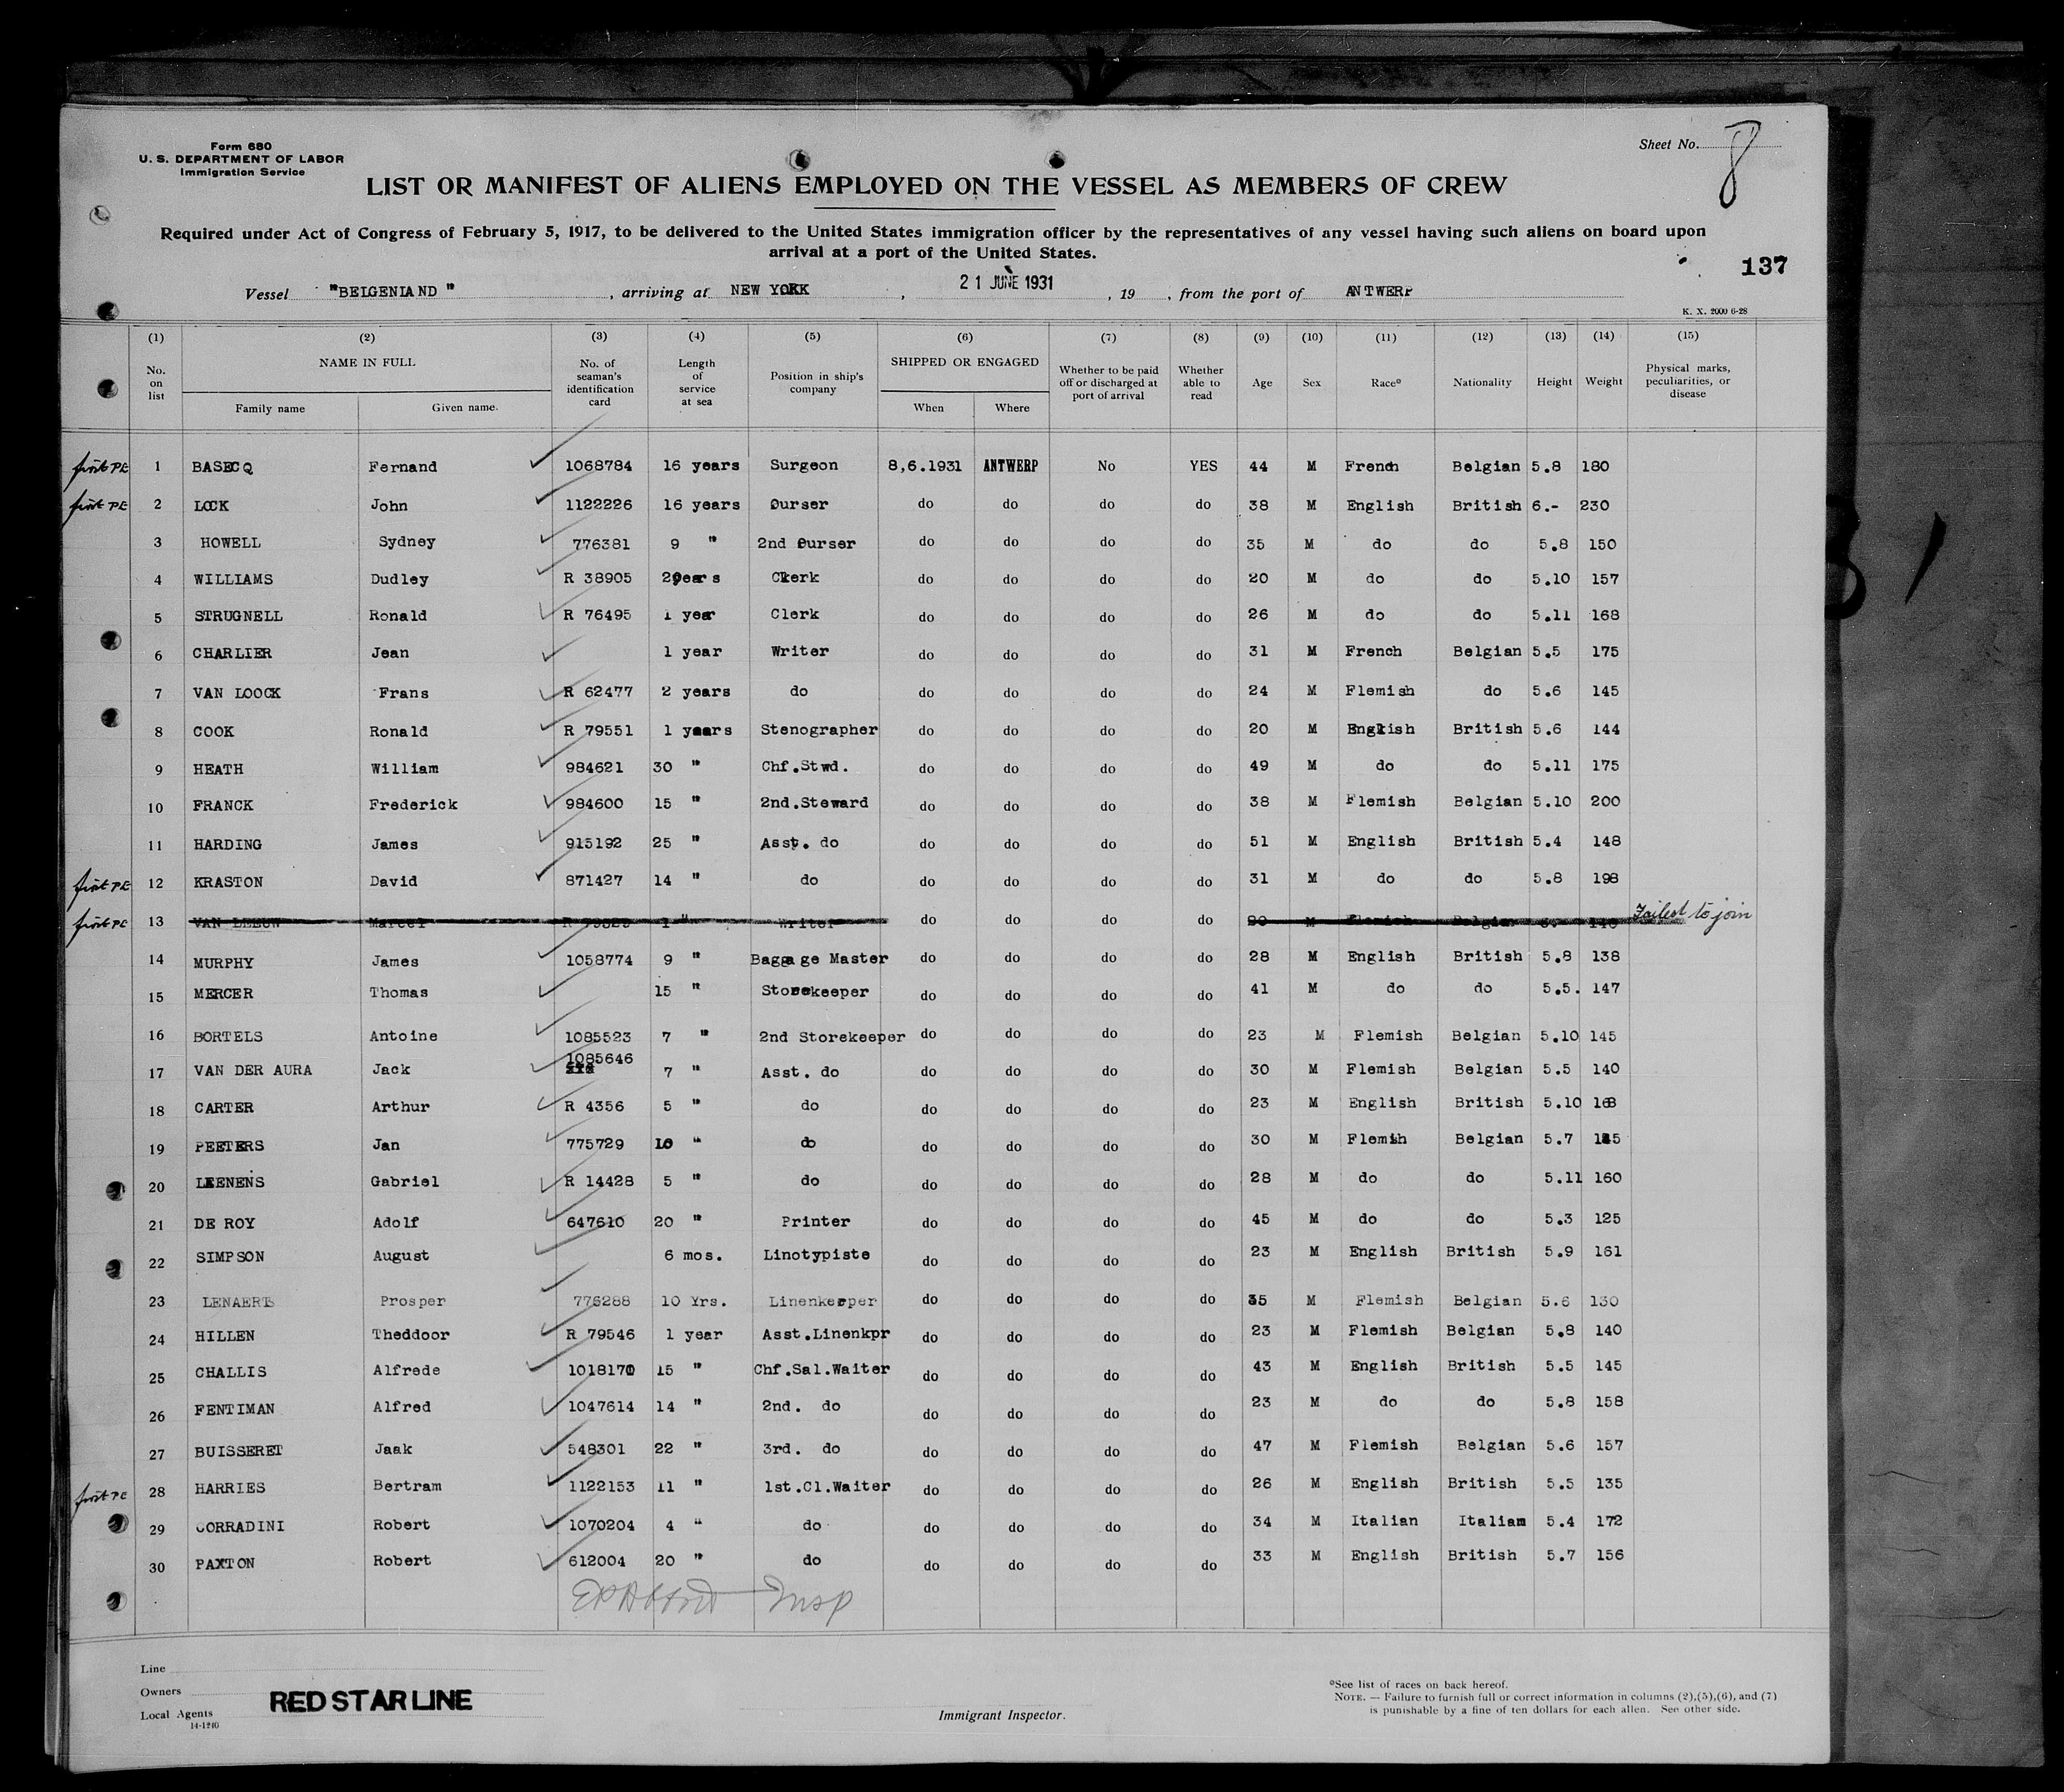 Form 680
U. S. DEPARTMENT OF LABOR
Immigration Service
Sheet No. 8
LIST OR MANIFEST OF ALIENS EMPLOYED ON THE VESSEL AS MEMBERS OF CREW
Required under Act of Congress of February 5, 1917, to be delivered to the United States immigration officer by the representatives of any vessel having such aliens on board upon
arrival at a port of the United States.
137
Vessel "BELGENLAND", arriving at NEW YORK, 21 JUNE 1931, 19 , from the port of ANTWERP
K. X. 2000 6-28
(1) (2) (3) (4) (5) (6) (7) (8) (9) (10) (11) (12) (13) (14) (15)
No. on list NAME IN FULL Family name Given name. No. of seaman's identification card Length of service at sea Position in ship's company SHIPPED OR ENGAGED When Where Whether to be paid off or discharged at port of arrival Whether able to read Age Sex Race* Nationality Height Weight Physical marks, peculiarities, or disease
first PE 1 BASECQ Fernand 1068784 16 years Surgeon 8,6.1931 ANTWERP No YES 44 M French Belgian 5.8 180
first PE 2 LOCK John 1122226 16 years Purser do do do do 38 M English British 6.- 230
3 HOWELL Sydney 776381 9 " 2nd Purser do do do do 35 M do do 5.8 150
4 WILLIAMS Dudley R 38905 2years Clerk do do do do 20 M do do 5.10 157
5 STRUGNELL Ronald R 76495 1 year Clerk do do do do 26 M do do 5.11 168
6 CHARLIER Jean 1 year Writer do do do do 31 M French Belgian 5.5 175
7 VAN LOOCK Frans R 62477 2 years do do do do do 24 M Flemish do 5.6 145
8 COOK Ronald R 79551 1 years Stenographer do do do do 20 M English British 5.6 144
9 HEATH William 984621 30 " Chf.Stwd. do do do do 49 M do do 5.11 175
10 FRANCK Frederick 984600 15 " 2nd.Steward do do do do 38 M Flemish Belgian 5.10 200
11 HARDING James 915192 25 " Asst. do do do do do 51 M English British 5.4 148
first PE 12 KRASTON David 871427 14 " do do do do do 31 M do do 5.8 198
first PE 13 VAN LEEUW Marcel 1 " Writer do do do do M Flemish Belgian Failed to join
14 MURPHY James 1058774 9 " Baggage Master do do do do 28 M English British 5.8 138
15 MERCER Thomas 15 " Storekeeper do do do do 41 M do do 5.5. 147
16 BORTELS Antoine 1085523 7 " 2nd Storekeeper do do do do 23 M Flemish Belgian 5.10 145
17 VAN DER AURA Jack 1085646 7 " Asst. do do do do do 30 M Flemish Belgian 5.5 140
18 CARTER Arthur R 4356 5 " do do do do do 23 M English British 5.10 168
19 PEETERS Jan 775729 10 " do do do do do 30 M Flemih Belgian 5.7
20 LEENENS Gabriel R 14428 5 " do do do do do 28 M do do 5.11 160
21 DE ROY Adolf 647610 20 " Printer do do do do 45 M do do 5.3 125
22 SIMPSON August 6 mos. Linotypiste do do do do 23 M English British 5.9 161
23 LENAERTS Prosper 776288 10 Yrs. Linenkeeper do do do do 35 M Flemish Belgian 5.6 130
24 HILLEN Theddoor R 79546 1 year Asst.Linenkpr do do do do 23 M Flemish Belgian 5.8 140
25 CHALLIS Alfrede 1018170 15 " Chf.Sal.Waiter do do do do 43 M English British 5.5 145
26 FENTIMAN Alfred 1047614 14 " 2nd. do do do do do 23 M do do 5.8 158
27 BUISSERET Jaak 548301 22 " 3rd. do do do do do 47 M Flemish Belgian 5.6 157
first PE 28 HARRIES Bertram 1122153 11 " 1st.Cl.Waiter do do do do 26 M English British 5.5 135
29 CORRADINI Robert 1070204 4 " do do do do do 34 M Italian Italian 5.4 172
30 PAXTON Robert 612004 20 " do do do do do 33 M English British 5.7 156
Insp
Line
Owners
Local Agents
14-1240
RED STAR LINE
Immigrant Inspector.
*See list of races on back hereof.
NOTE. — Failure to furnish full or correct information in columns (2),(5),(6), and (7)
is punishable by a fine of ten dollars for each alien. See other side.